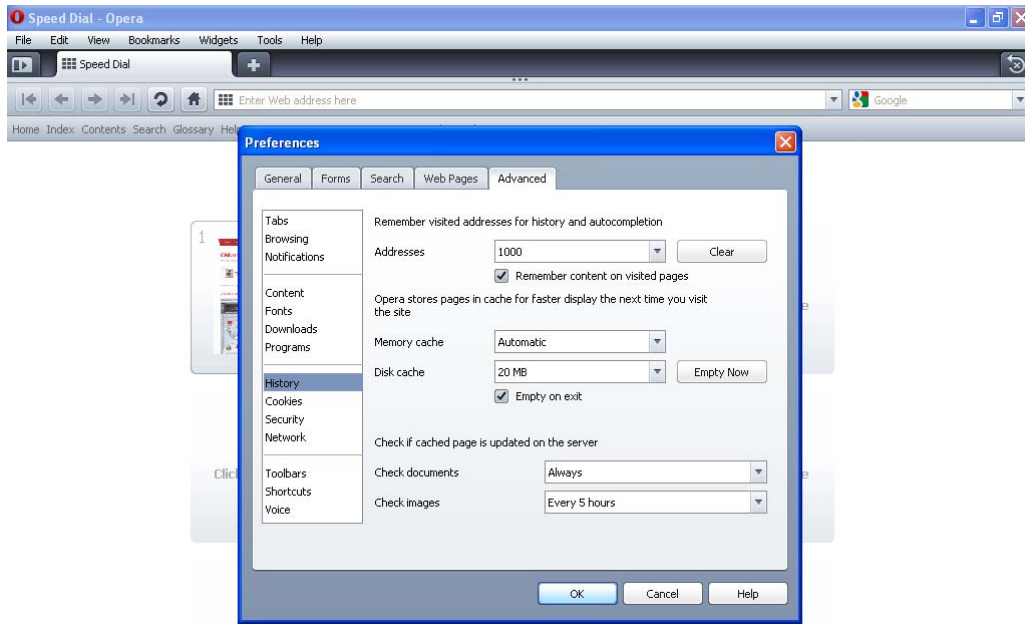 Speed Dial - Opera
File Edit View Bookmarks Widgets Tools Help
Speed Dial
Enter Web address here
Google
Home Index Contents Search Glossary
Preferences
General Forms Search Web Pages Advanced
1
Tabs
Browsing
Notifications
Content
Fonts
Downloads
Programs
History
Cookies
Security
Network
Toolbars
Shortcuts
Voice
Remember visited addresses for history and autocompletion
Addresses 1000 Clear
Remember content on visited pages
Opera stores pages in cache for faster display the next time you visit
the site
Memory cache Automatic
Disk cache 20 MB Empty Now
Empty on exit
Check if cached page is updated on the server
Check documents Always
Check images Every 5 hours
OK Cancel Help